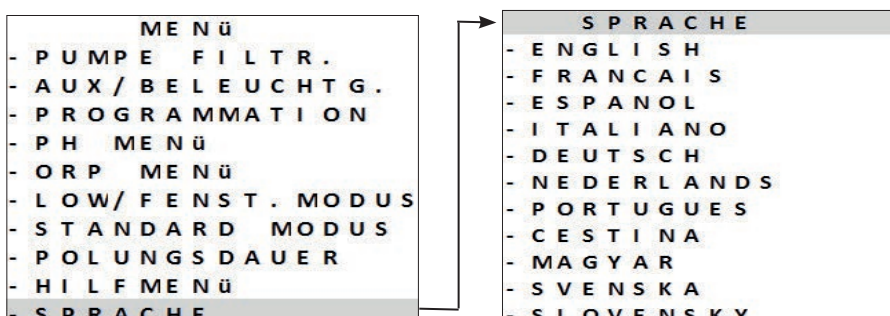 MENü
- PUMPE FILTR.
- AUX/BELEUCHTG.
- PROGRAMMATION
- PH MENü
- ORP MENü
- LOW/FENST. MODUS
- STANDARD MODUS
- POLUNGSDAUER
- HILFMENü
- SPRACHE
SPRACHE
- ENGLISH
- FRANCAIS
- ESPANOL
- ITALIANO
- DEUTSCH
- NEDERLANDS
- PORTUGUES
- CESTINA
- MAGYAR
- SVENSKA
- SLOVENSKY